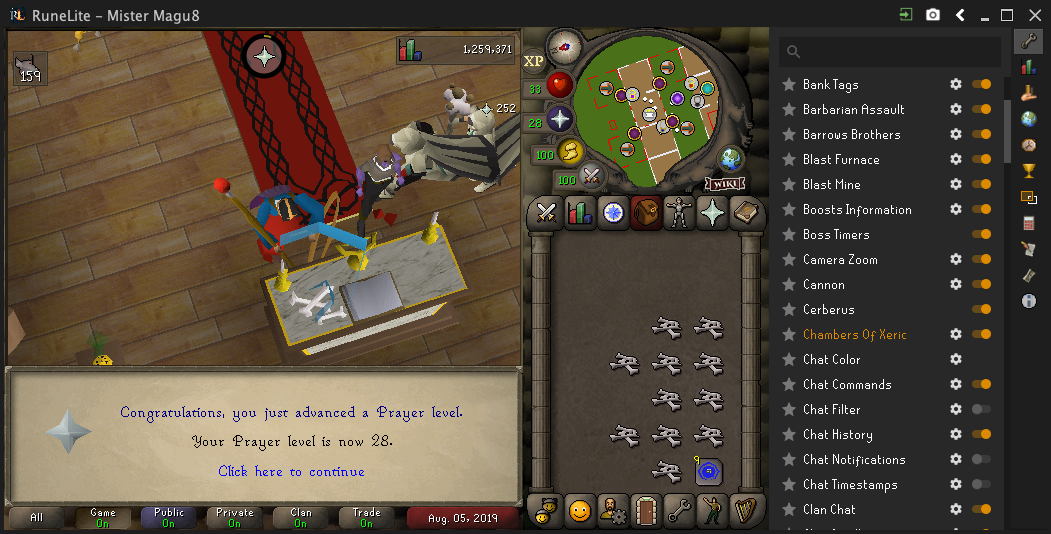 RuneLite - Mister Magu8
159
1,259,371
252
XP
33
28
100
100
WIKI
9
Congratulations, you just advanced a Prayer level.
Your Prayer level is now 28.
Click here to continue
All
Game
On
Public
On
Private
On
Clan
On
Trade
On
Aug. 05, 2019
Bank Tags
Barbarian Assault
Barrows Brothers
Blast Furnace
Blast Mine
Boosts Information
Boss Timers
Camera Zoom
Cannon
Cerberus
Chambers Of Xeric
Chat Color
Chat Commands
Chat Filter
Chat History
Chat Notifications
Chat Timestamps
Clan Chat